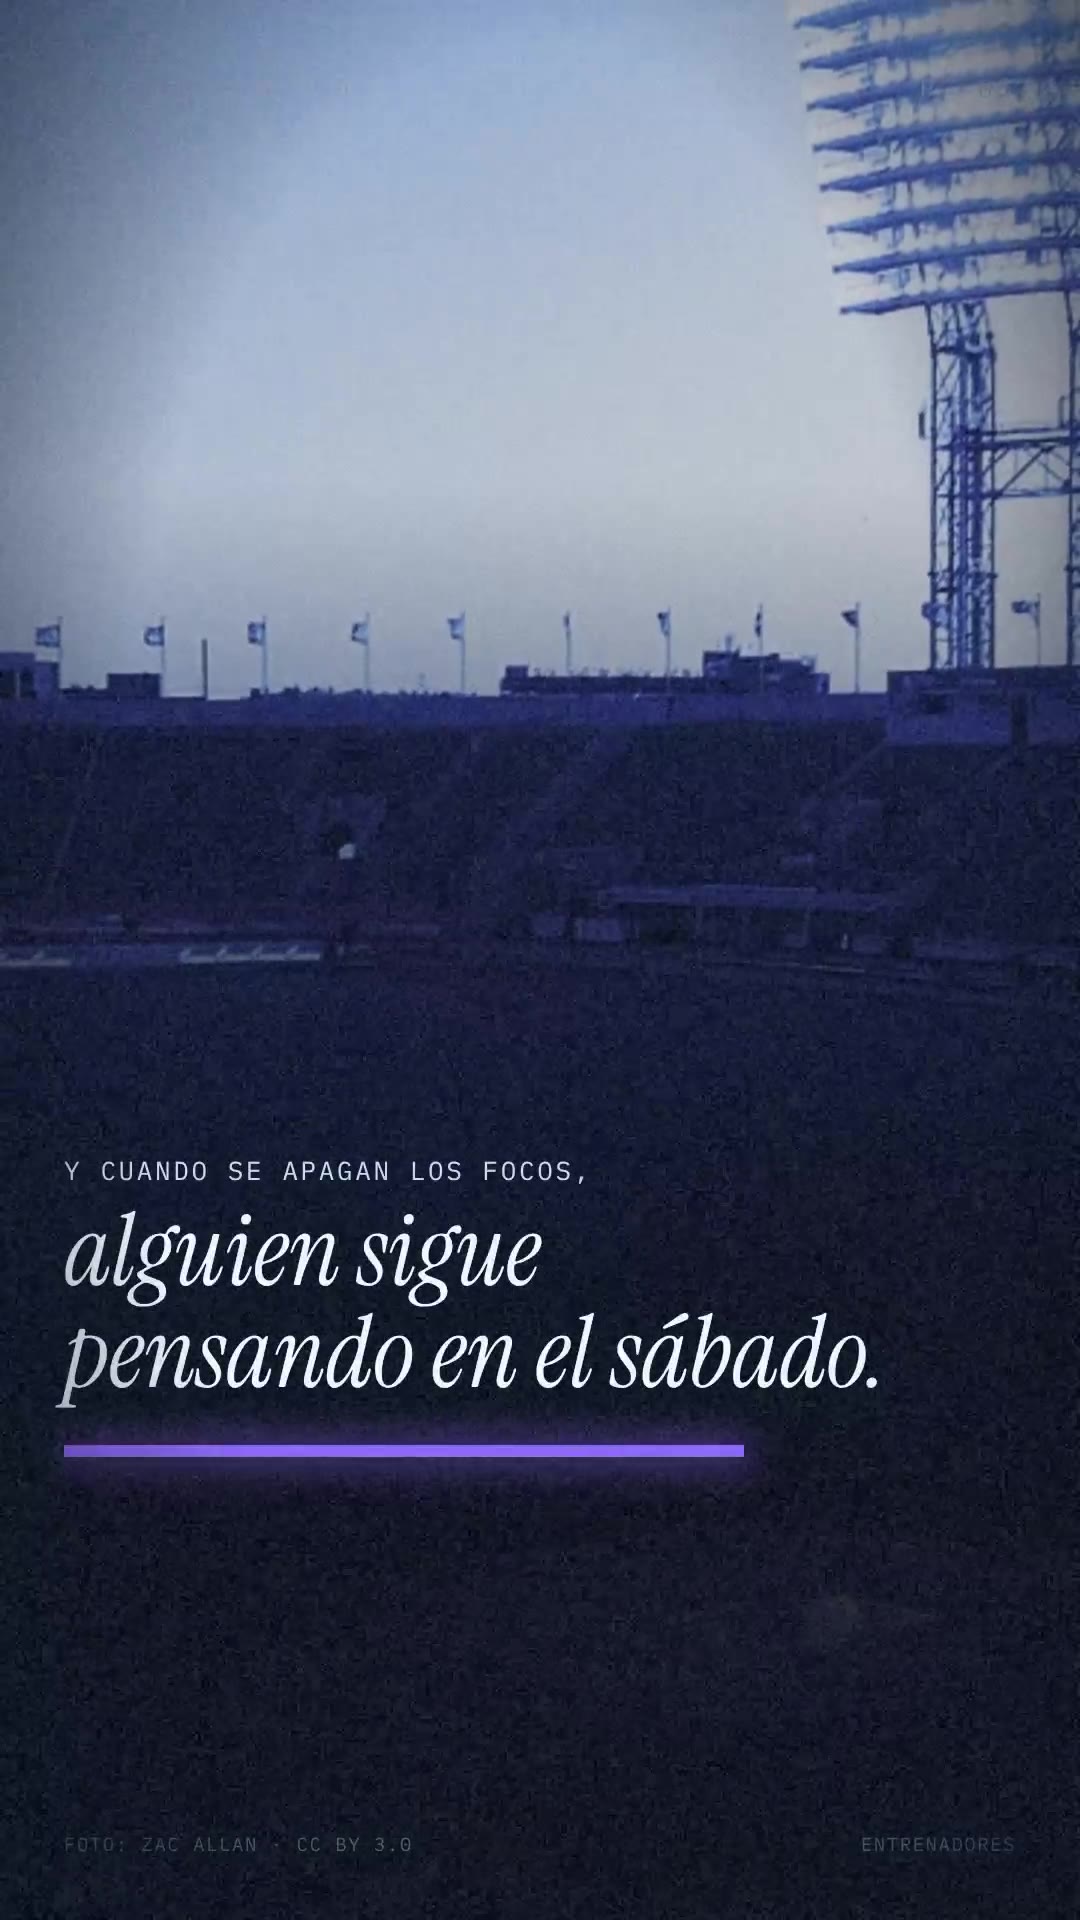 Y CUANDO SE APAGAN LOS FOCOS,
alguien sigue
pensando en el sábado.
FOTO: ZAC ALLAN · CC BY 3.0
ENTRENADORES